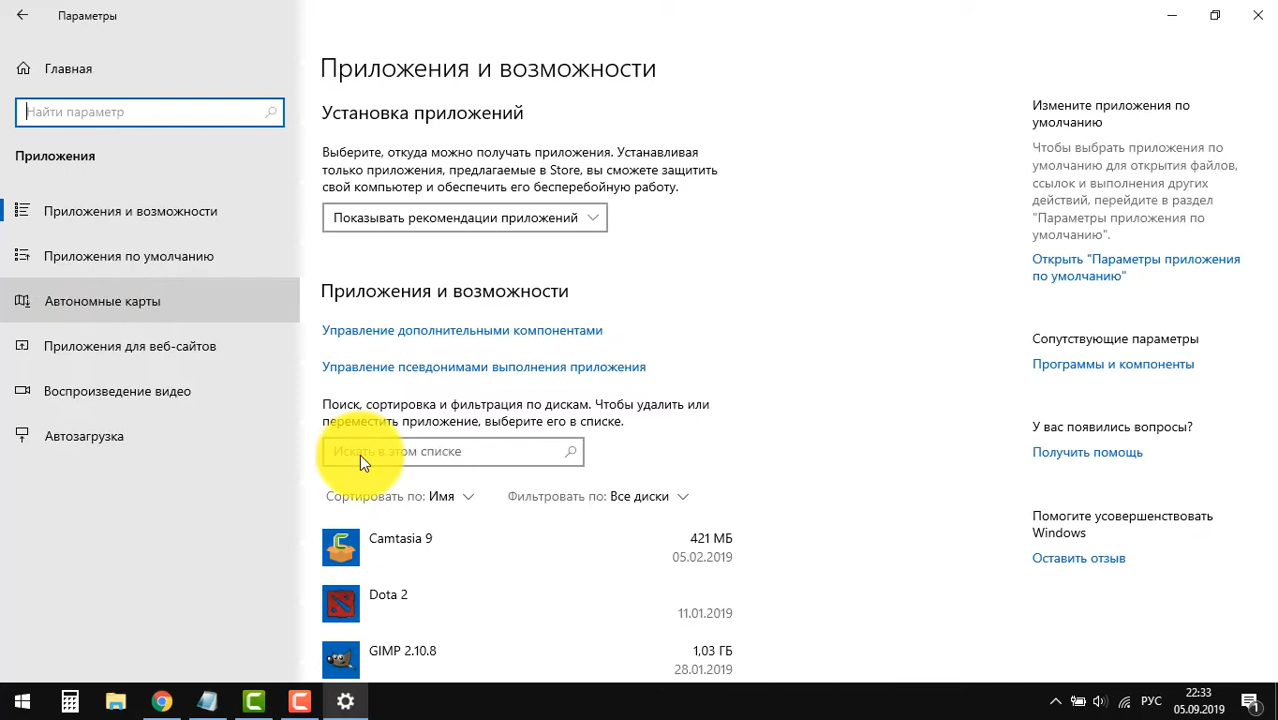 Параметры
Главная
Найти параметр
Приложения
Приложения и возможности
Приложения по умолчанию
Автономные карты
Приложения для веб-сайтов
Воспроизведение видео
Автозагрузка
Приложения и возможности
Установка приложений
Выберите, откуда можно получать приложения. Устанавливая
только приложения, предлагаемые в Store, вы сможете защитить
свой компьютер и обеспечить его бесперебойную работу.
Показывать рекомендации приложений
Приложения и возможности
Управление дополнительными компонентами
Управление псевдонимами выполнения приложения
Поиск, сортировка и фильтрация по дискам. Чтобы удалить или
переместить приложение, выберите его в списке.
Искать в этом списке
Сортировать по: Имя Фильтровать по: Все диски
Camtasia 9 421 МБ
05.02.2019
Dota 2
11.01.2019
GIMP 2.10.8 1,03 ГБ
28.01.2019
Измените приложения по
умолчанию
Чтобы выбрать приложения по
умолчанию для открытия файлов,
ссылок и выполнения других
действий, перейдите в раздел
"Параметры приложения по
умолчанию".
Открыть "Параметры приложения
по умолчанию"
Сопутствующие параметры
Программы и компоненты
У вас появились вопросы?
Получить помощь
Помогите усовершенствовать
Windows
Оставить отзыв
РУС
22:33
05.09.2019
1